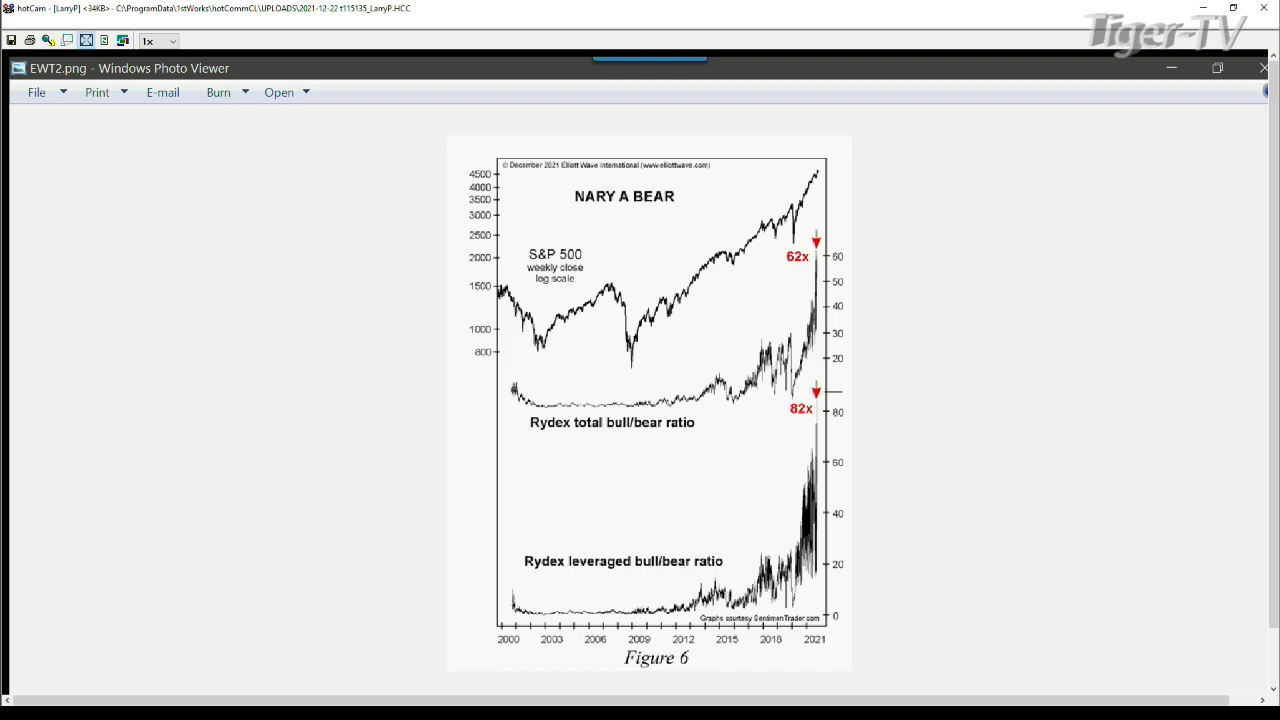 hotCam - [LarryP] <34KB>- C:\ProgramData\1stWorks\hotCommCL\UPLOADS\2021-12-22 t115135_LarryP.HCC
Tiger-TV
1x
EWT2.png - Windows Photo Viewer
File Print E-mail Burn Open
© December 2021 Elliott Wave International (www.elliottwave.com)
NARY A BEAR
4500
4000
3500
3000
2500
2000
1500
1000
800
S&P 500
weekly close
log scale
62x
60
50
40
30
20
82x
80
60
40
20
0
Rydex total bull/bear ratio
Rydex leveraged bull/bear ratio
Graphs courtesy SentimenTrader.com
2000 2003 2006 2009 2012 2015 2018 2021
Figure 6